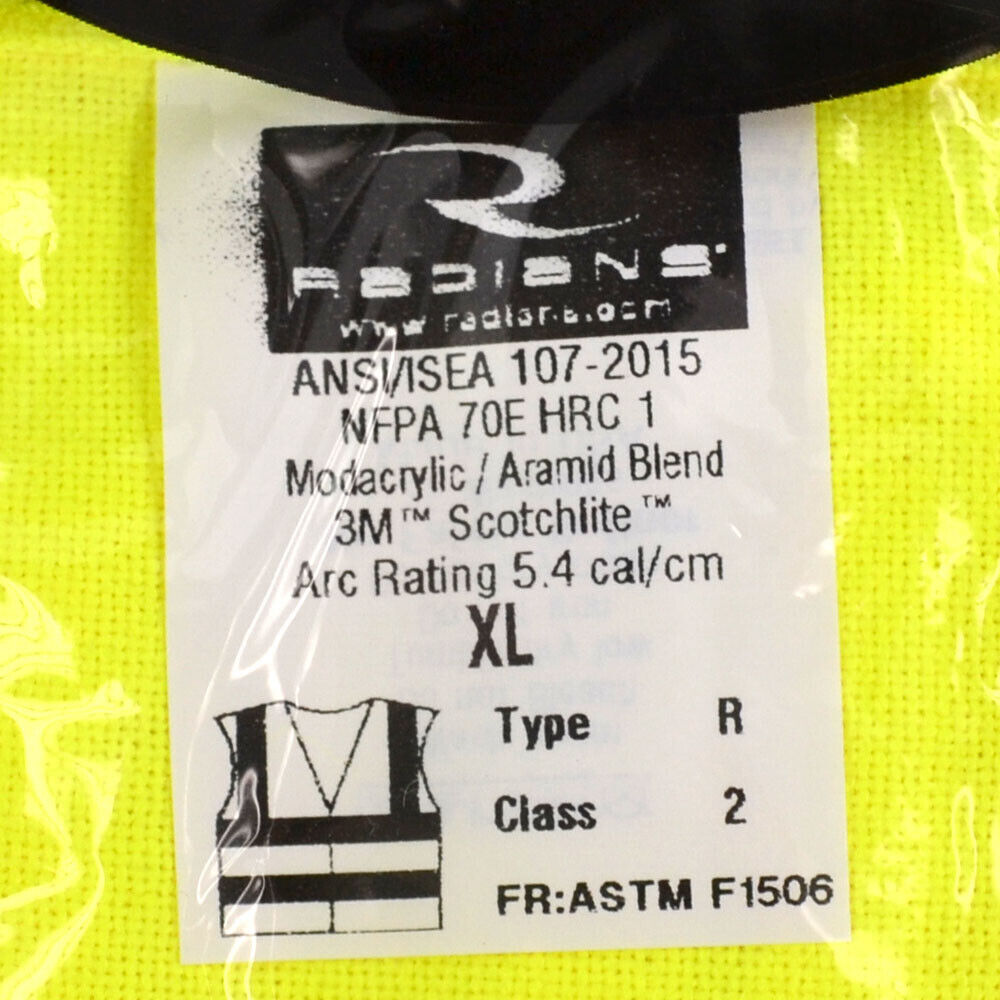 RADIANS
www.radians.com
ANSI/ISEA 107-2015
NFPA 70E HRC 1
Modacrylic / Aramid Blend
3M™ Scotchlite™
Arc Rating 5.4 cal/cm
XL
Type R
Class 2
FR:ASTM F1506